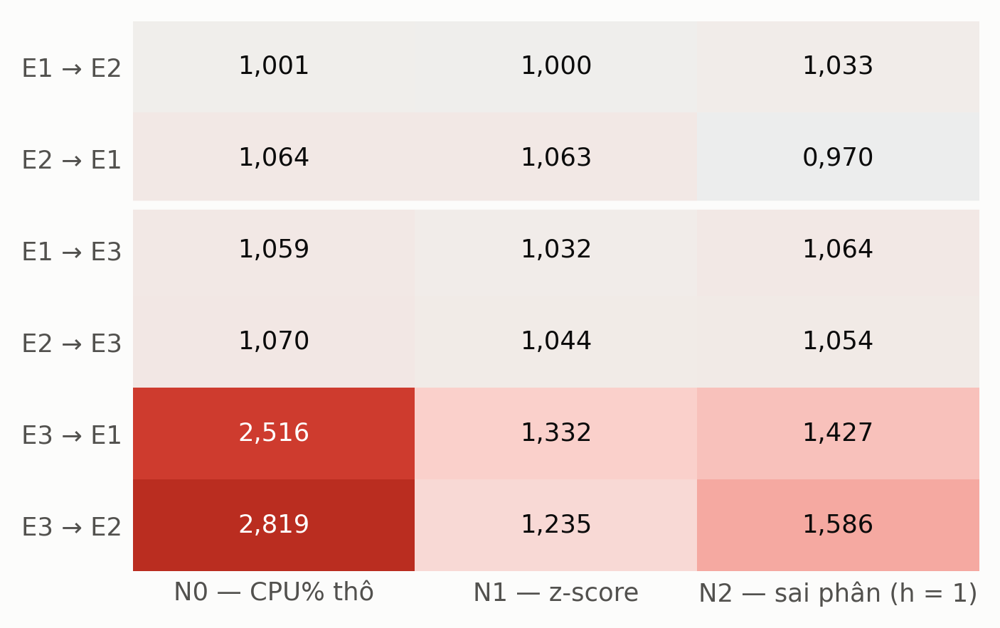 E1 → E2 1,001 1,000 1,033
E2 → E1 1,064 1,063 0,970
E1 → E3 1,059 1,032 1,064
E2 → E3 1,070 1,044 1,054
E3 → E1 2,516 1,332 1,427
E3 → E2 2,819 1,235 1,586
N0 — CPU% thô N1 — z-score N2 — sai phân (h = 1)